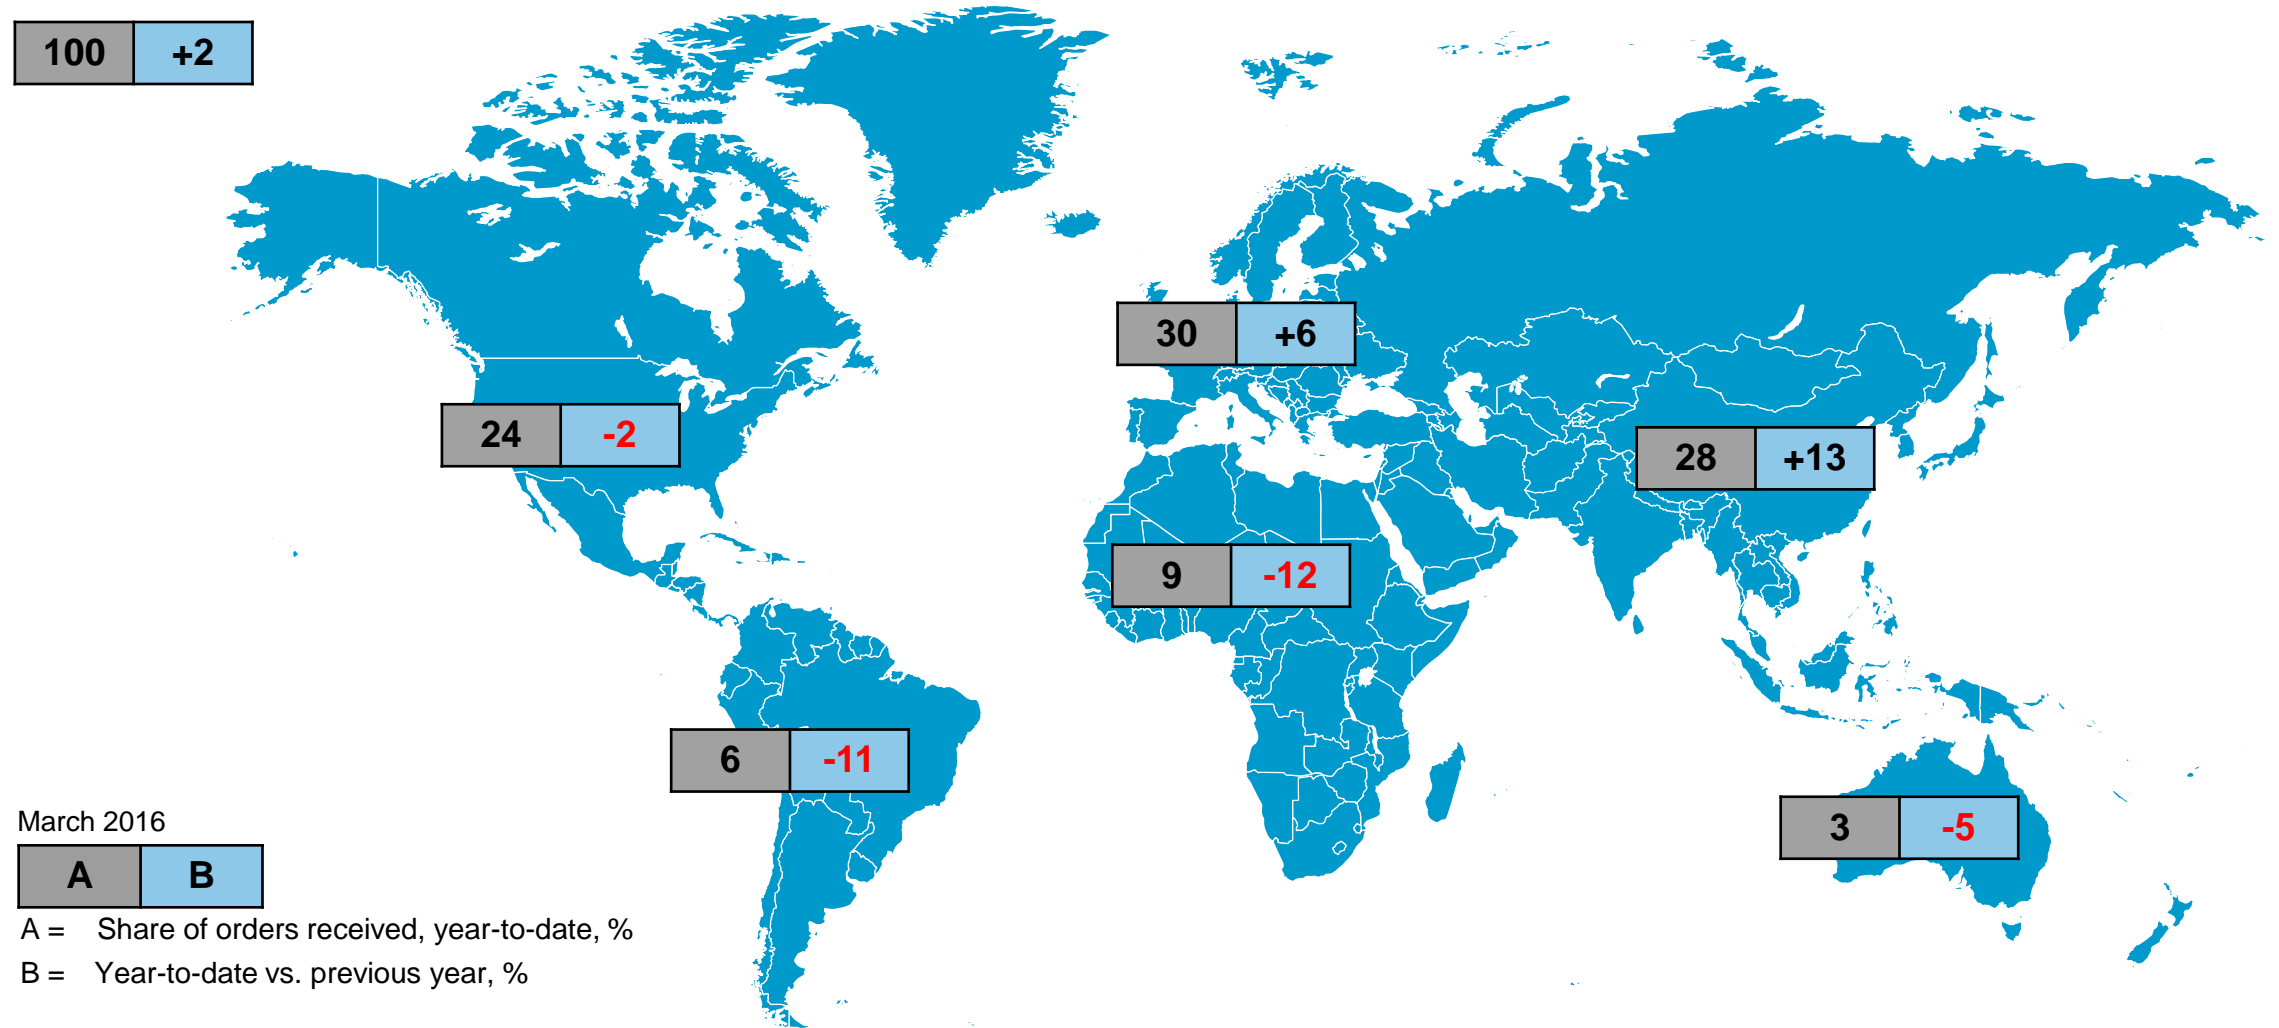 100 +2
30 +6
24 -2
28 +13
9 -12
6 -11
3 -5
March 2016
A B
A = Share of orders received, year-to-date, %
B = Year-to-date vs. previous year, %